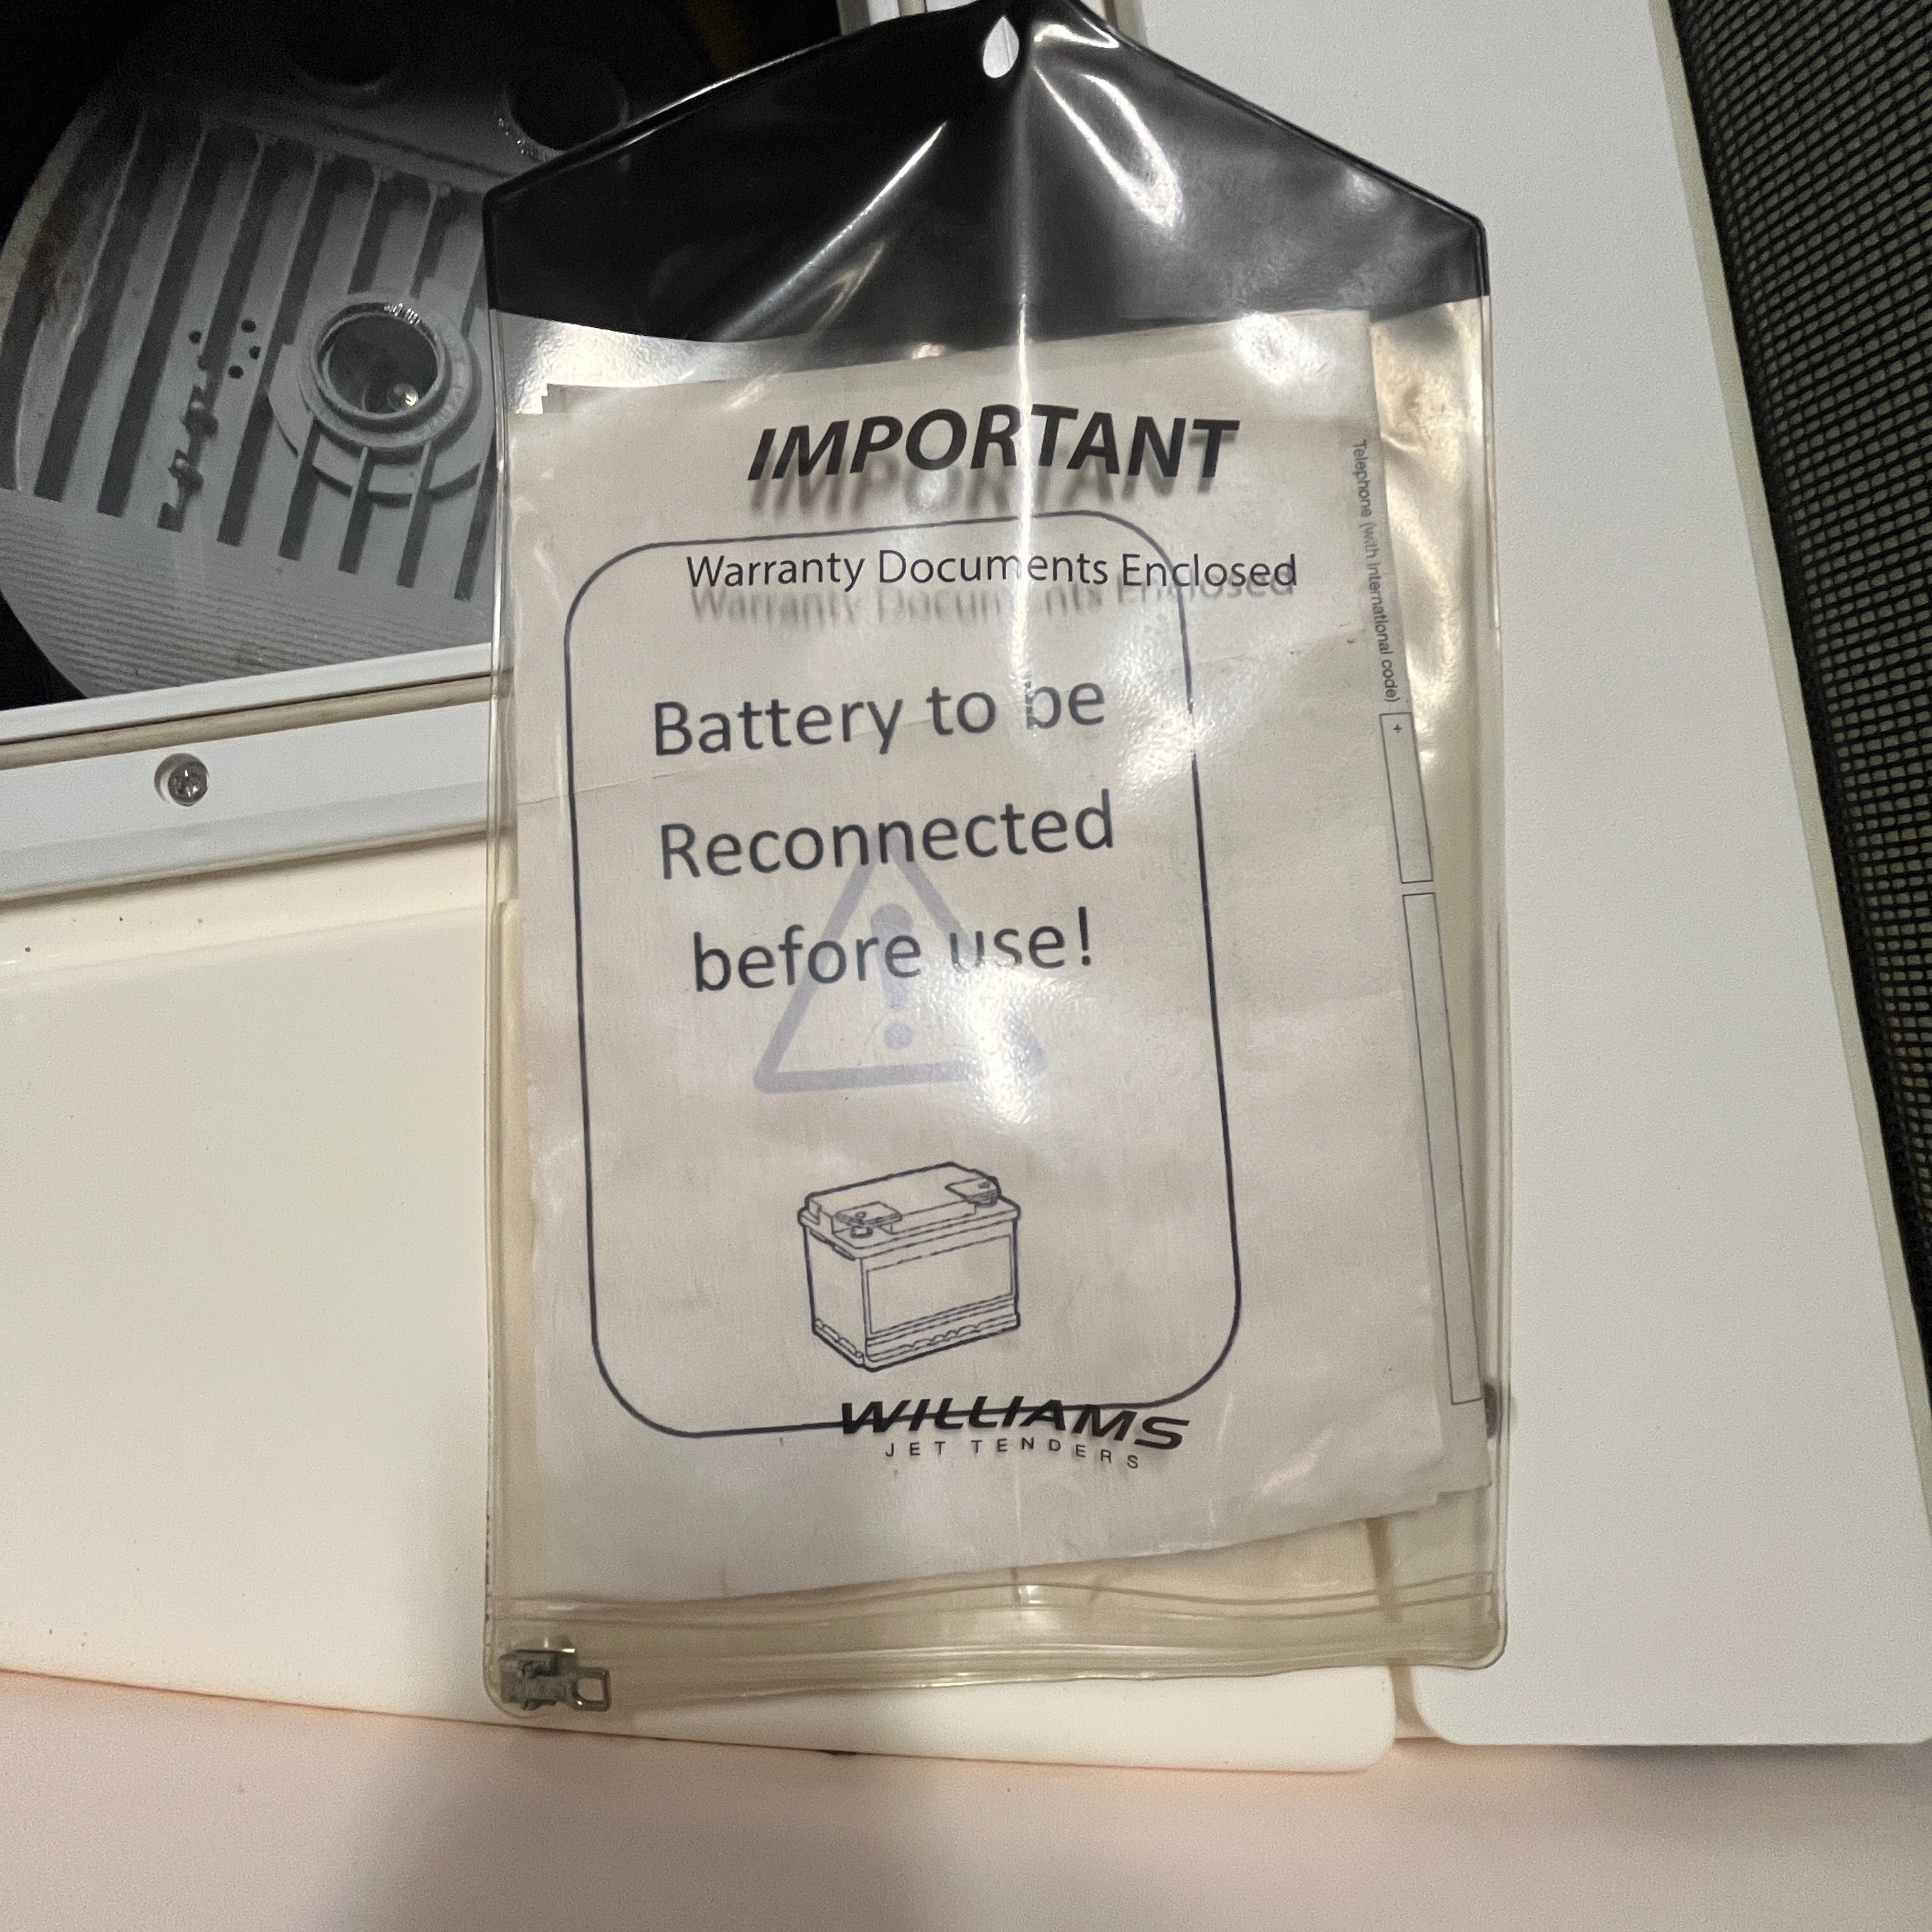 IMPORTANT
Warranty Documents Enclosed
Battery to be
Reconnected
before use!
WILLIAMS
JET TENDERS
Telephone (with international code)
+